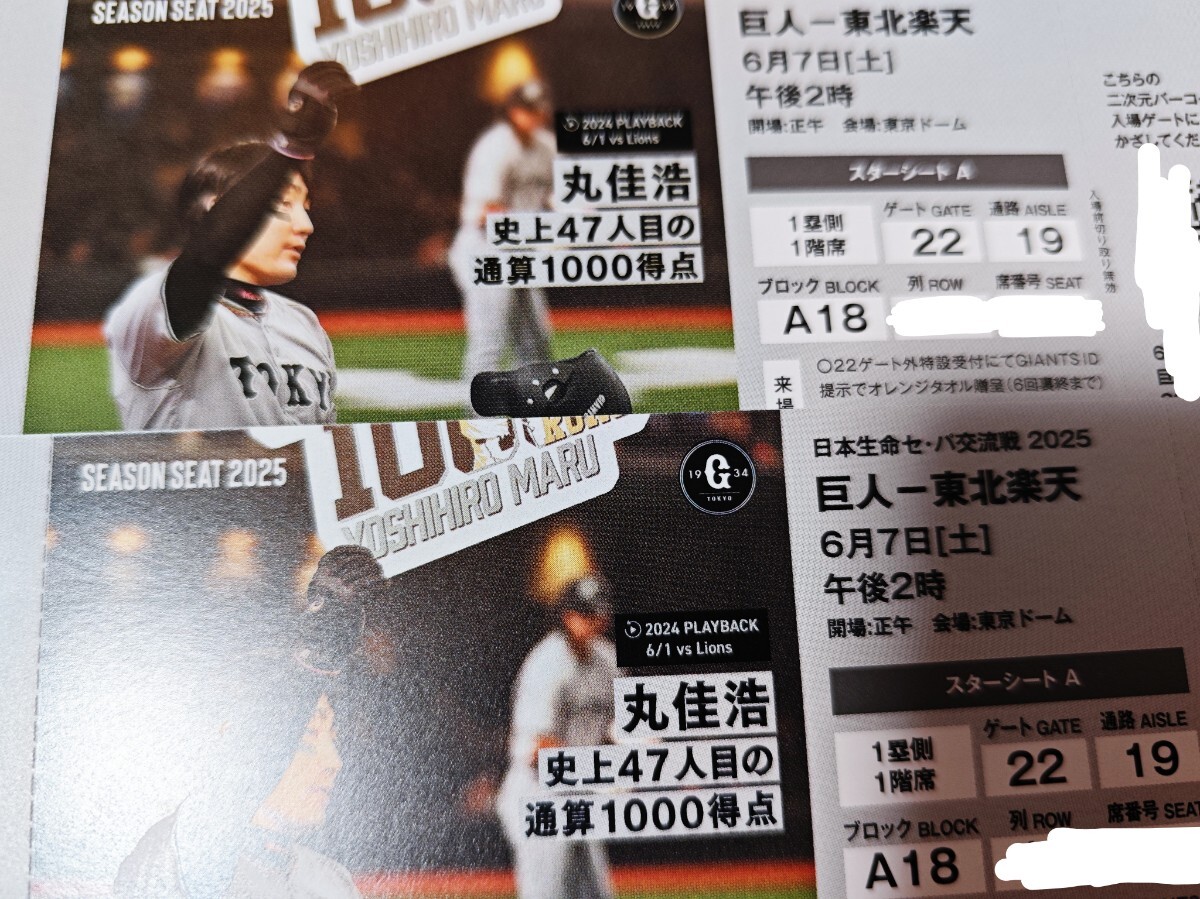 SEASON SEAT 2025
YOSHIHIRO MARU
G
2024 PLAYBACK
6/1 vs Lions
丸佳浩
史上47人目の
通算1000得点
TOKY
巨人ー東北楽天
6月7日[土]
午後2時
開場:正午 会場:東京ドーム
スターシート A
1塁側
1階席
ゲート GATE
22
通路 AISLE
19
ブロック BLOCK
A18
列 ROW
席番号 SEAT
来場
○22ゲート外特設受付にてGIANTS ID
提示でオレンジタオル贈呈(6回裏終まで)
こちらの
二次元バーコ
入場ゲートに
かざしてくだ
SEASON SEAT 2025
100
YOSHIHIRO MARU
19 G 34
TOKYO
2024 PLAYBACK
6/1 vs Lions
丸佳浩
史上47人目の
通算1000得点
日本生命セ・パ交流戦 2025
巨人ー東北楽天
6月7日[土]
午後2時
開場:正午 会場:東京ドーム
スターシート A
1塁側
1階席
ゲート GATE
22
通路 AISLE
19
ブロック BLOCK
A18
列 ROW
席番号 SEAT